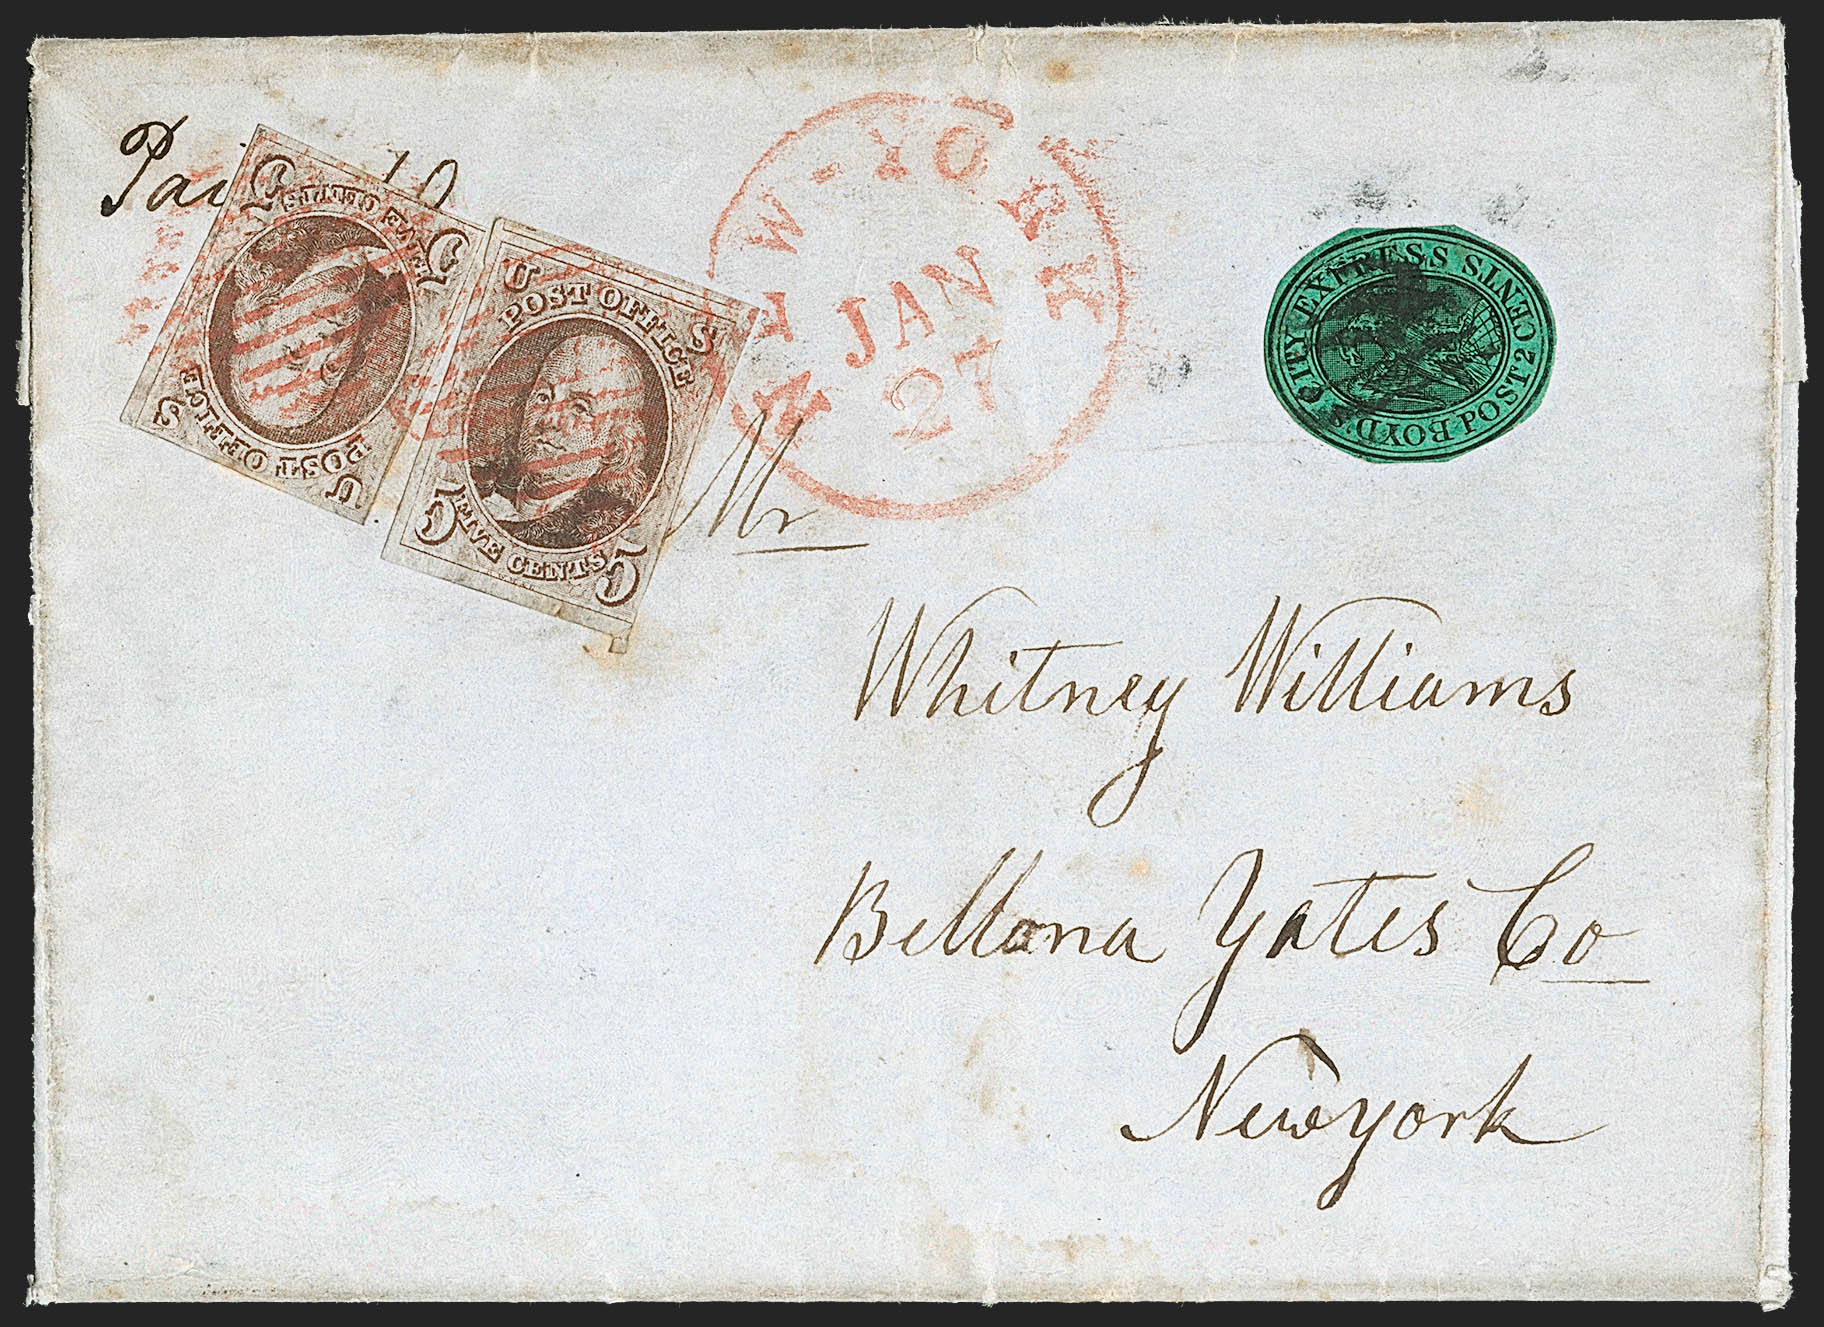 Paid 10
5 5
FIVE CENTS
POST OFFICE
U S
U S
POST OFFICE
FIVE CENTS
5 5
NEW-YORK
JAN
27
BOYD'S CITY EXPRESS
POST 2 CENTS
Mr
Whitney Williams
Bellona Yates Co
Newyork